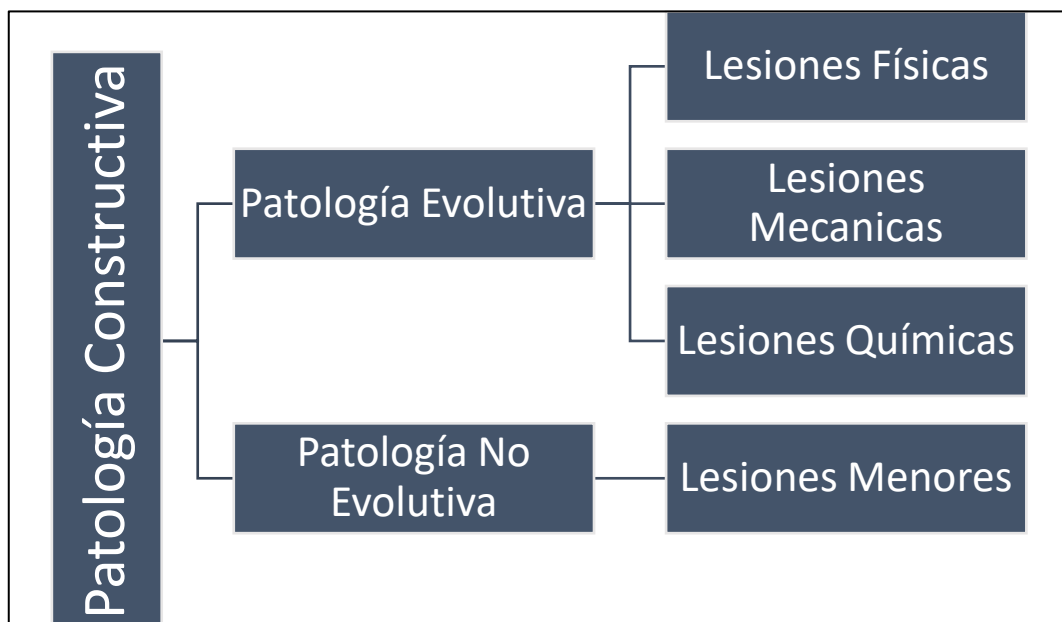 Patología Constructiva
Patología Evolutiva
Lesiones Físicas
Lesiones
Mecanicas
Lesiones Químicas
Patología No
Evolutiva
Lesiones Menores